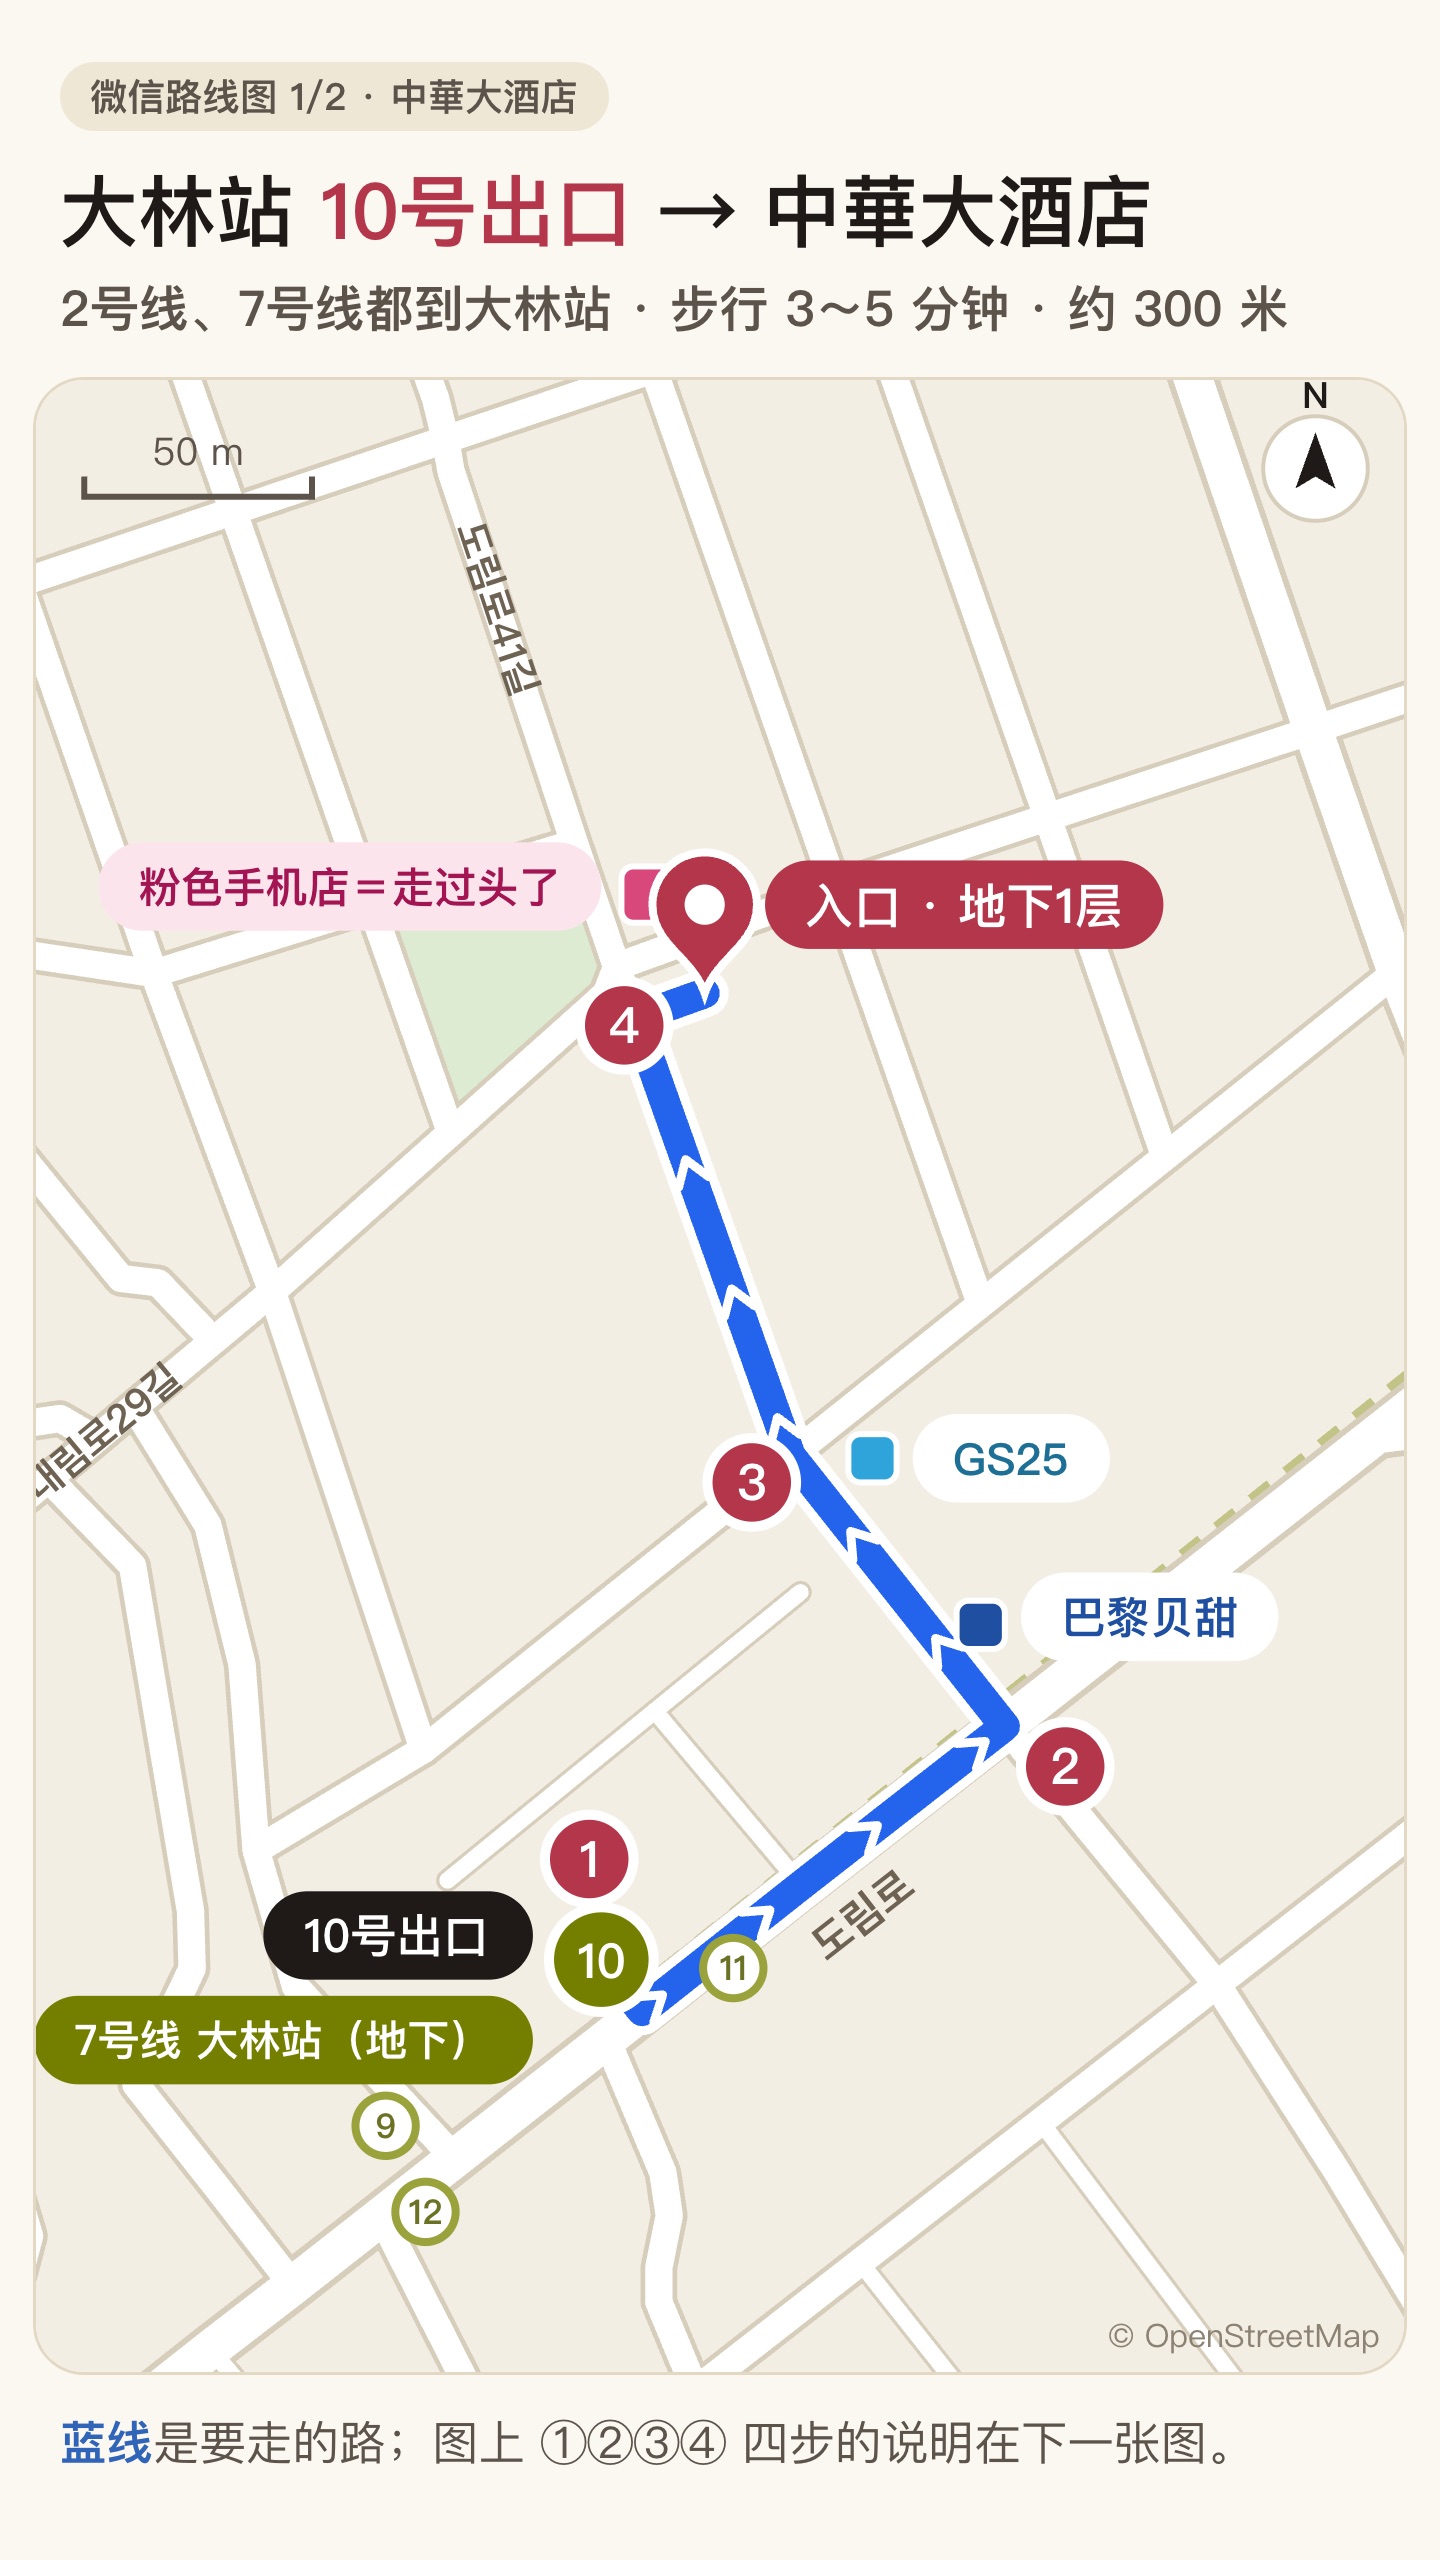 微信路线图 1/2 · 中華大酒店
大林站 10号出口 → 中華大酒店
2号线、7号线都到大林站 · 步行 3～5 分钟 · 约 300 米
N
50 m
도림로41길
粉色手机店＝走过头了
入口 · 地下1层
4
대림로29길
3
GS25
巴黎贝甜
2
1
도림로
10号出口
10
11
7号线 大林站（地下）
9
12
© OpenStreetMap
蓝线是要走的路；图上 ①②③④ 四步的说明在下一张图。